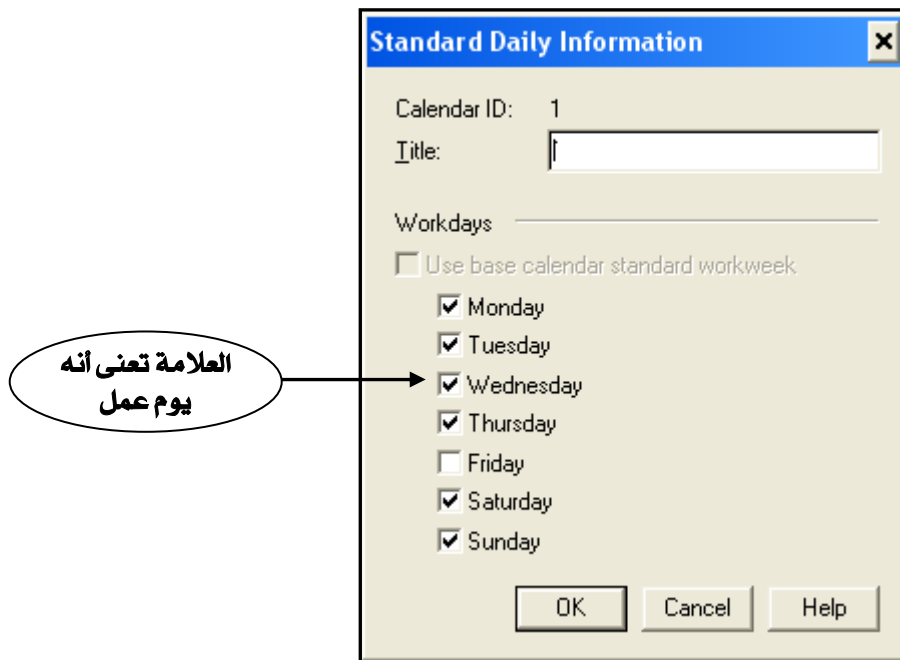 Standard Daily Information
Calendar ID: 1
Title:
Workdays
Use base calendar standard workweek
Monday
Tuesday
Wednesday
Thursday
Friday
Saturday
Sunday
OK Cancel Help
العلامة تعنى أنه
يوم عمل